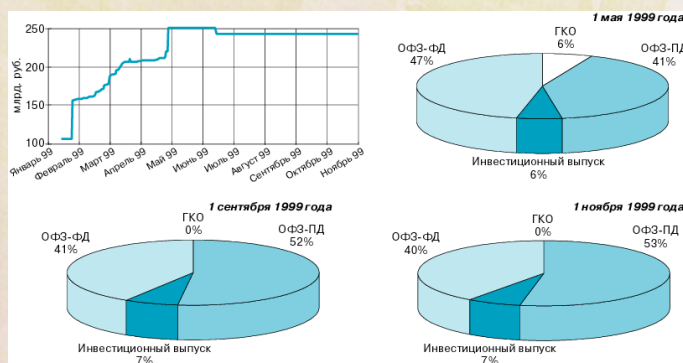 250
200
150
100
млрд. руб.
Январь 99
Февраль 99
Март 99
Апрель 99
Май 99
Июнь 99
Июль 99
Август 99
Сентябрь 99
Октябрь 99
Ноябрь 99
1 мая 1999 года
ГКО
6%
ОФЗ-ФД
47%
ОФЗ-ПД
41%
Инвестиционный выпуск
6%
1 сентября 1999 года
ГКО
0%
ОФЗ-ФД
41%
ОФЗ-ПД
52%
Инвестиционный выпуск
7%
1 ноября 1999 года
ГКО
0%
ОФЗ-ФД
40%
ОФЗ-ПД
53%
Инвестиционный выпуск
7%